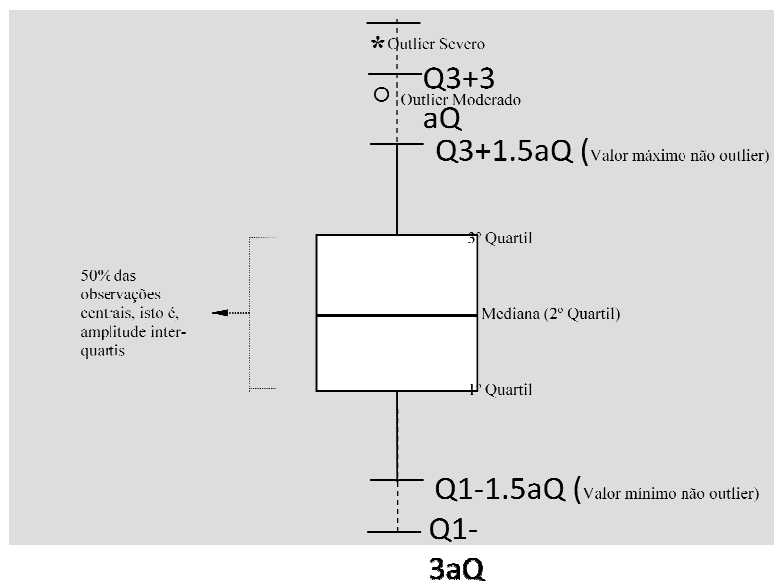 * Outlier Severo
Q3+3
Outlier Moderado
aQ
Q3+1.5aQ (Valor máximo não outlier)
3º Quartil
50% das
observações
centrais, isto é,
amplitude inter-
quartis
Mediana (2º Quartil)
1º Quartil
Q1-1.5aQ (Valor mínimo não outlier)
Q1-
3aQ